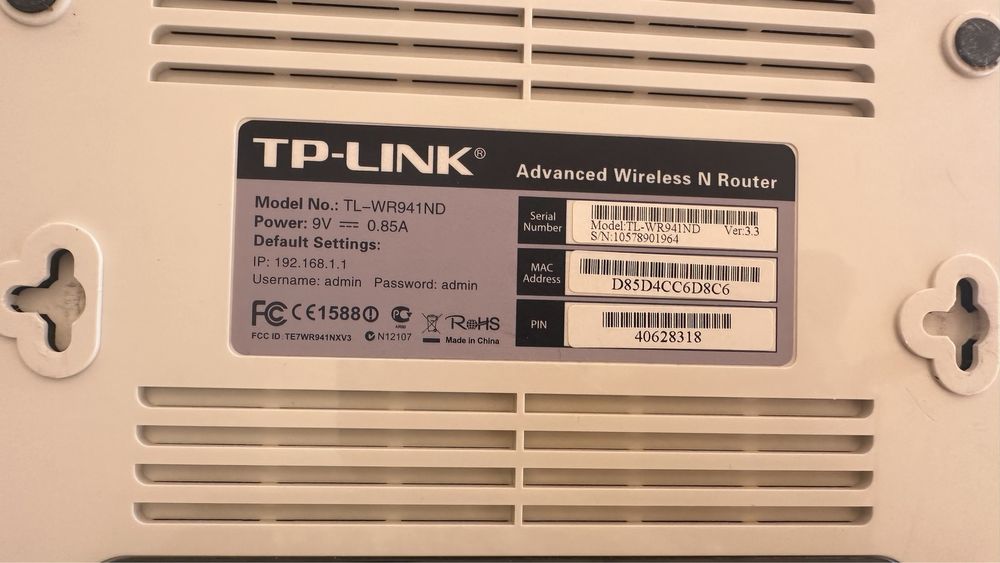 TP-LINK®
Advanced Wireless N Router
Model No.: TL-WR941ND
Power: 9V ⎓ 0.85A
Default Settings:
IP: 192.168.1.1
Username: admin Password: admin
FC CE1588
RoHS
FCC ID: TE7WR941NXV3
N12107
Made in China
Serial Number
Model:TL-WR941ND Ver:3.3
S/N:10578901964
MAC Address
D85D4CC6D8C6
PIN
40628318